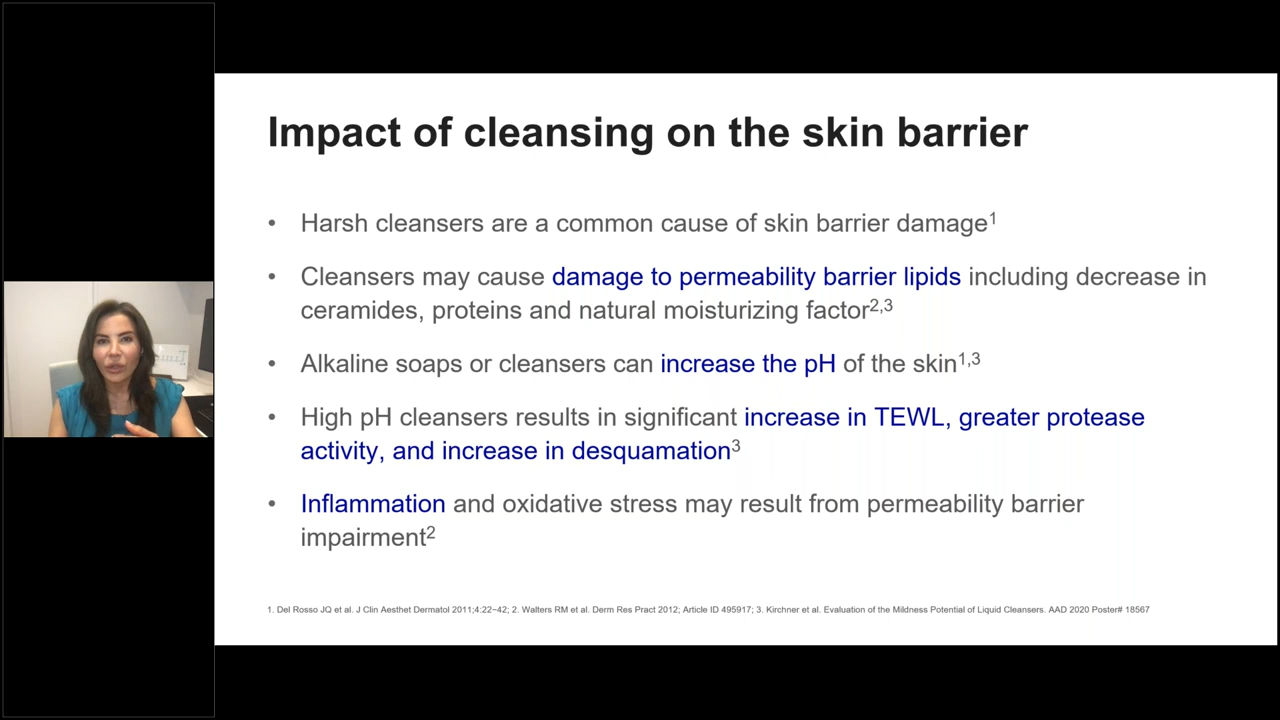 Impact of cleansing on the skin barrier
• Harsh cleansers are a common cause of skin barrier damage1
• Cleansers may cause damage to permeability barrier lipids including decrease in
ceramides, proteins and natural moisturizing factor2,3
• Alkaline soaps or cleansers can increase the pH of the skin1,3
• High pH cleansers results in significant increase in TEWL, greater protease
activity, and increase in desquamation3
• Inflammation and oxidative stress may result from permeability barrier
impairment2
1. Del Rosso JQ et al. J Clin Aesthet Dermatol 2011;4:22–42; 2. Walters RM et al. Derm Res Pract 2012; Article ID 495917; 3. Kirchner et al. Evaluation of the Mildness Potential of Liquid Cleansers. AAD 2020 Poster# 18567